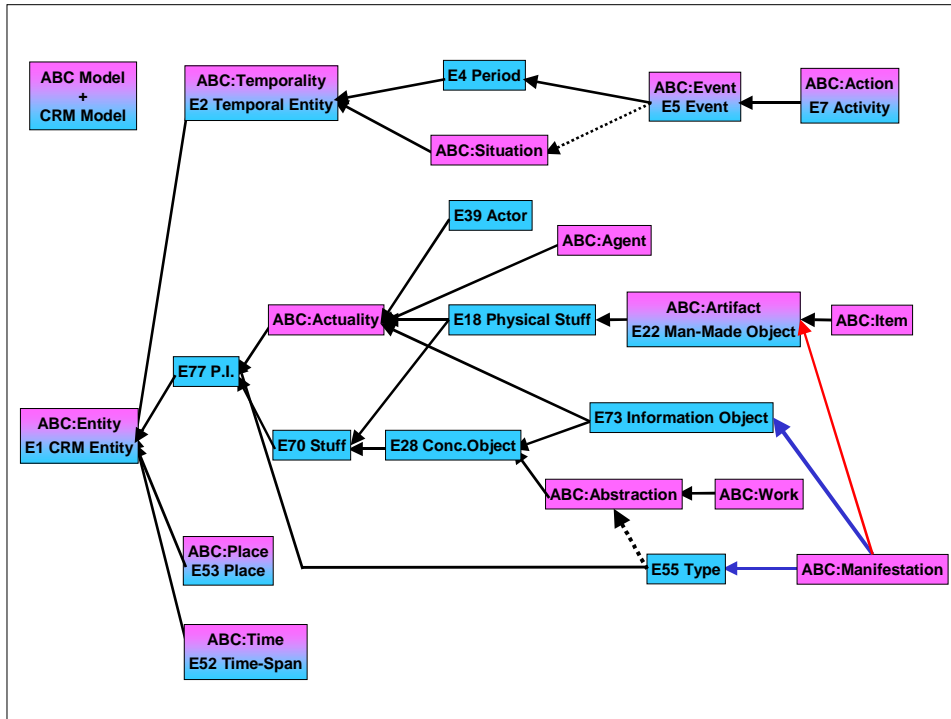 ABC Model
+
CRM Model
ABC:Temporality
E2 Temporal Entity
E4 Period
ABC:Event
E5 Event
ABC:Action
E7 Activity
ABC:Situation
E39 Actor
ABC:Agent
ABC:Actuality
E18 Physical Stuff
ABC:Artifact
E22 Man-Made Object
ABC:Item
E77 P.I.
ABC:Entity
E1 CRM Entity
E70 Stuff
E28 Conc.Object
E73 Information Object
ABC:Abstraction
ABC:Work
ABC:Place
E53 Place
E55 Type
ABC:Manifestation
ABC:Time
E52 Time-Span